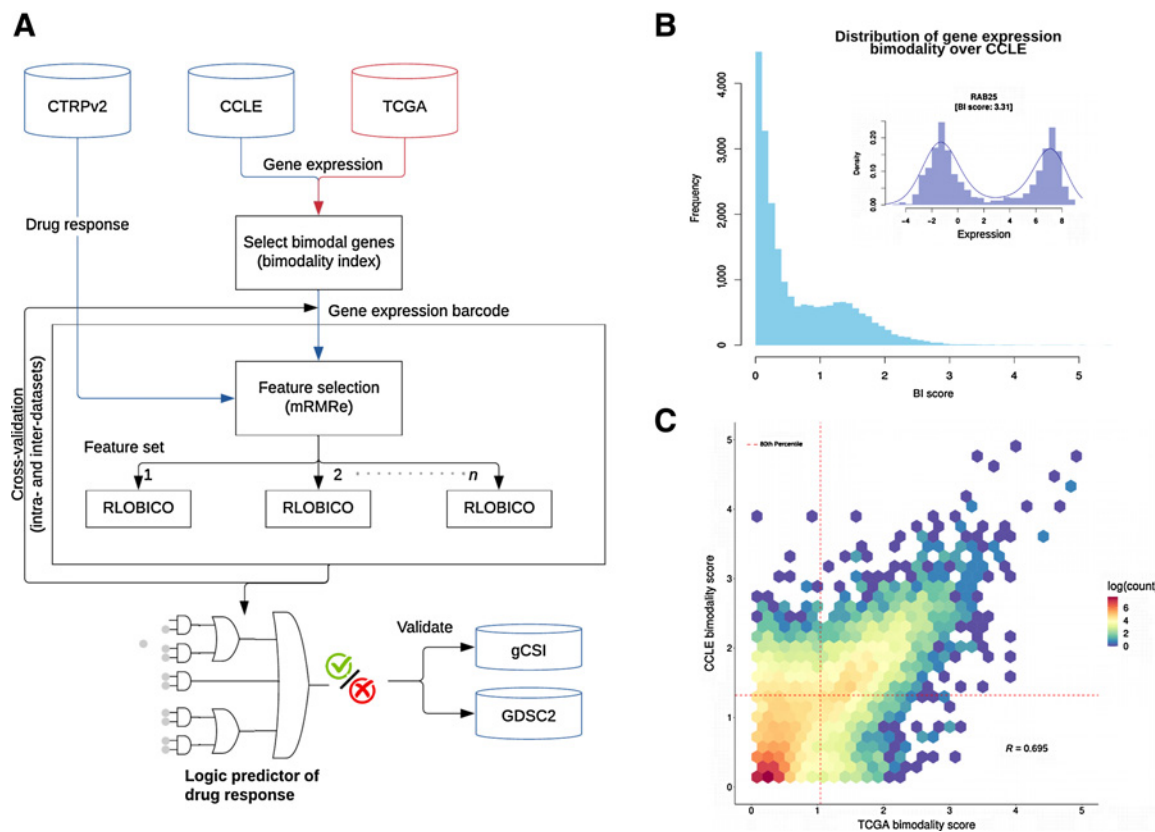 A
CTRPv2
CCLE
TCGA
Gene expression
Drug response
Select bimodal genes
(bimodality index)
Gene expression barcode
Cross-validation
(intra- and inter-datasets)
Feature selection
(mRMRe)
Feature set
1
2
n
RLOBICO
RLOBICO
RLOBICO
Validate
gCSI
GDSC2
Logic predictor of
drug response
B
Distribution of gene expression
bimodality over CCLE
Frequency
4,000
3,000
2,000
1,000
0
0 1 2 3 4 5
BI score
RAB25
[BI score: 3.31]
Density
0.20
0.10
0.00
-4 -2 0 2 4 6 8
Expression
C
80th Percentile
CCLE bimodality score
5
4
3
2
1
0
0 1 2 3 4 5
TCGA bimodality score
R = 0.695
log(count
6
4
2
0